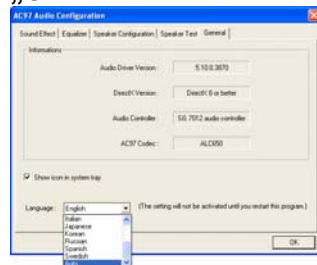 AC97 Audio Configuration
Sound Effect Equalizer Speaker Configuration Speaker Test General
Informations
Audio Driver Version: 5.10.0.3870
DirectX Version: DirectX 8 or better
Audio Controller: SiS 7012 audio controller
AC97 Codec: ALC650
Show icon in system tray
Language: English (The setting will not be activated until you restart this program.)
Italian
Japanese
Korean
Russian
Spanish
Swedish
OK